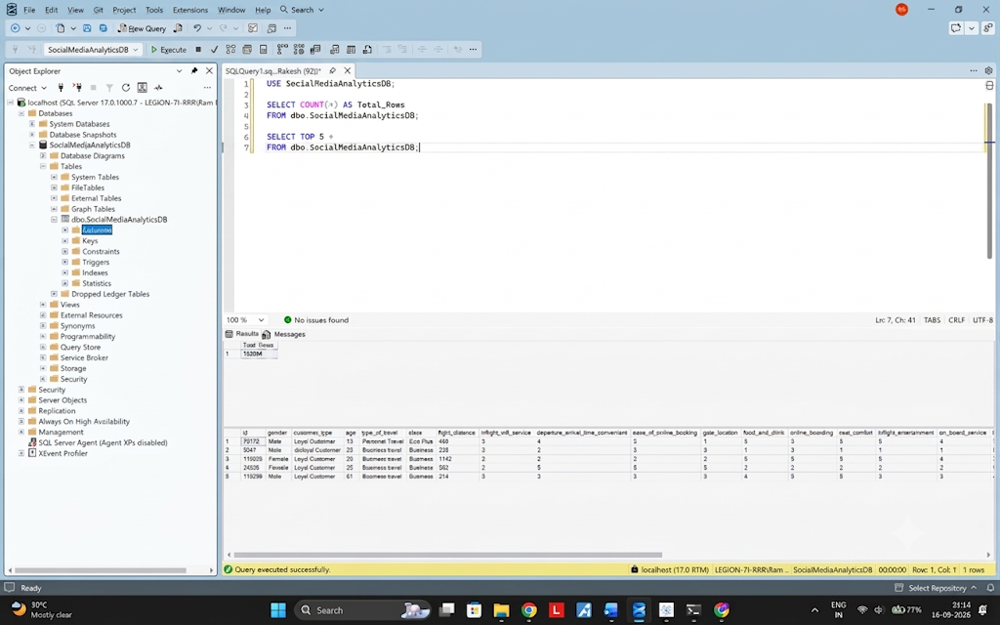 File Edit View Git Project Tools Extensions Window Help Search
New Query
SocialMediaAnalyticsDB Execute
Object Explorer
Connect
localhost (SQL Server 17.0.1000.7 - LEGION-7I-RRR\Ram
Databases
System Databases
Database Snapshots
SocialMediaAnalyticsDB
Database Diagrams
Tables
System Tables
FileTables
External Tables
Graph Tables
dbo.SocialMediaAnalyticsDB
Keys
Constraints
Triggers
Indexes
Statistics
Dropped Ledger Tables
Views
External Resources
Synonyms
Programmability
Query Store
Service Broker
Storage
Security
Security
Server Objects
Replication
Always On High Availability
Management
SQL Server Agent (Agent XPs disabled)
XEvent Profiler
SQLQuery1.sq...Rakesh (92))*
1 USE SocialMediaAnalyticsDB;
2
3 SELECT COUNT( ) AS Total_Rows
4 FROM dbo.SocialMediaAnalyticsDB;
5
6 SELECT TOP 5 *
7 FROM dbo.SocialMediaAnalyticsDB;
100 % No issues found Ln: 7, Ch: 41 TABS CRLF UTF-8
Results Messages
1
id gender age type_of_travel class flight_distance departure_arrival_time_convenient ease_of_online_booking gate_location food_and_drink online_boarding seat_comfort inflight_entertainment on_board_service
1 Male Loyal Customer 13 Personal Travel Eco Plus 460 3 4 3 1 5 3 5 5 4
2 5047 25 Business travel Business 235 3 2 3 3 1 3 1 1 1
3 Female Loyal Customer Business travel Business 1142 2 2 2 2 5 5 5 5 4
4 Female Loyal Customer 25 Business travel Business 562 2 5 5 5 2 2 2 2 2
5 Male Loyal Customer 61 Business travel Business 214 3 3 3 3 4 5 5 3 3
Query executed successfully. localhost (17.0 RTM) LEGION-7I-RRR\Ram ... SocialMediaAnalyticsDB 00:00:00 Row: 1, Col: 1 1 rows
Ready Select Repository
30°C
Mostly clear
Search
ENG
IN
77%
21:14
16-09-2026